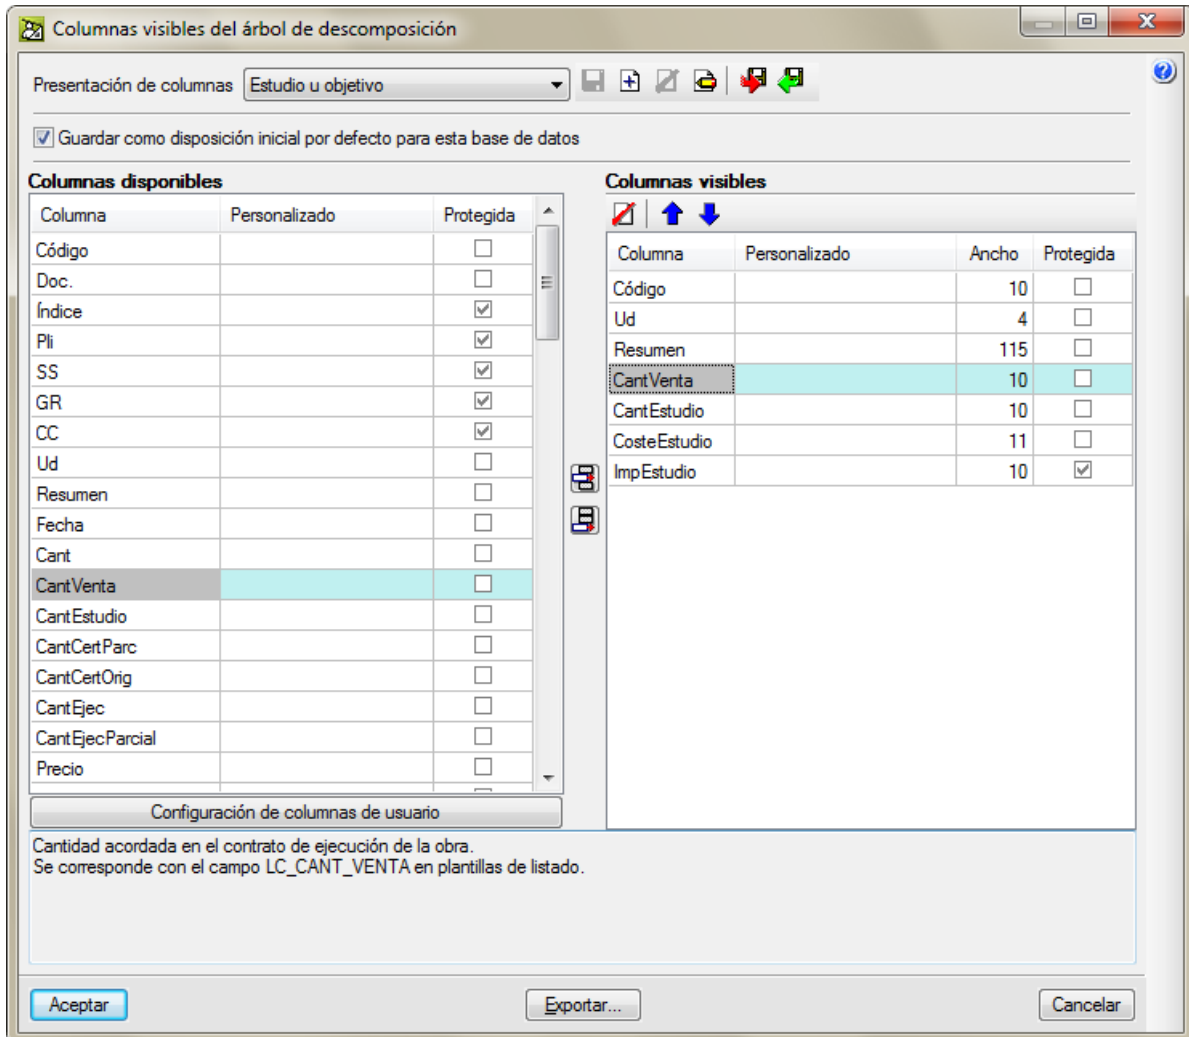 Columnas visibles del árbol de descomposición
Presentación de columnas Estudio u objetivo
Guardar como disposición inicial por defecto para esta base de datos
Columnas disponibles
Columna Personalizado Protegida
Código
Doc.
Índice
Pli
SS
GR
CC
Ud
Resumen
Fecha
Cant
CantVenta
CantEstudio
CantCertParc
CantCertOrig
CantEjec
CantEjecParcial
Precio
Configuración de columnas de usuario
Columnas visibles
Columna Personalizado Ancho Protegida
Código 10
Ud 4
Resumen 115
CantVenta 10
CantEstudio 10
CosteEstudio 11
ImpEstudio 10
Cantidad acordada en el contrato de ejecución de la obra.
Se corresponde con el campo LC_CANT_VENTA en plantillas de listado.
Aceptar Exportar... Cancelar